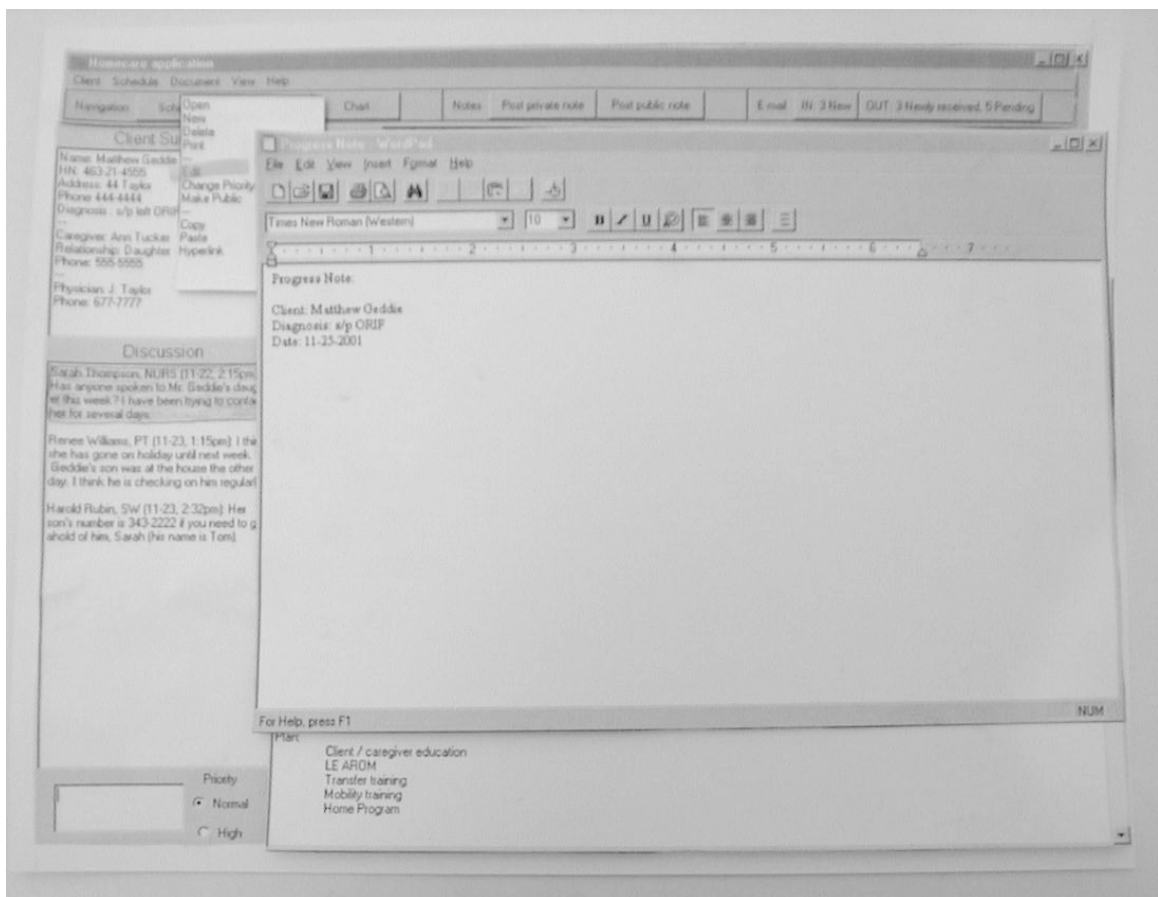 Homecare application
Client Schedule Document View Help
Navigation Chart Notes Post private note Post public note E mail IN: 3 New OUT: 3 Newly received, 5 Pending
Open
New
Delete
Print
---
Edit
Change Priority
Make Public
---
Copy
Paste
Hyperlink
Client Su
Name: Matthew Geddie
HN: 463-21-4555
Address: 44 Taylor
Phone 444-4444
Diagnosis: s/p left ORIF
---
Caregiver: Ann Tucker
Relationship: Daughter
Phone: 555-5555
---
Physician: J. Taylor
Phone: 677-7777
Discussion
Sarah Thompson, NURS (11-22, 2:15pm
Has anyone spoken to Mr. Geddie's daug
er this week? I have been trying to conta
her for several days.
Renee Williams, PT (11-23, 1:15pm): I thi
she has gone on holiday until next week.
Geddie's son was at the house the other
day. I think he is checking on him regularl
Harold Rubin, SW (11-23, 2:32pm): Her
son's number is 343-2222 if you need to g
ahold of him, Sarah (his name is Tom).
Priority
Normal
High
Progress Note - WordPad
File Edit View Insert Format Help
Times New Roman (Western) 10 B / U
1 2 3 4 5 6 7
Progress Note:
Client: Matthew Geddie
Diagnosis: s/p ORIF
Date: 11-25-2001
For Help, press F1 NUM
Plan:
Client / caregiver education
LE AROM
Transfer training
Mobility training
Home Program